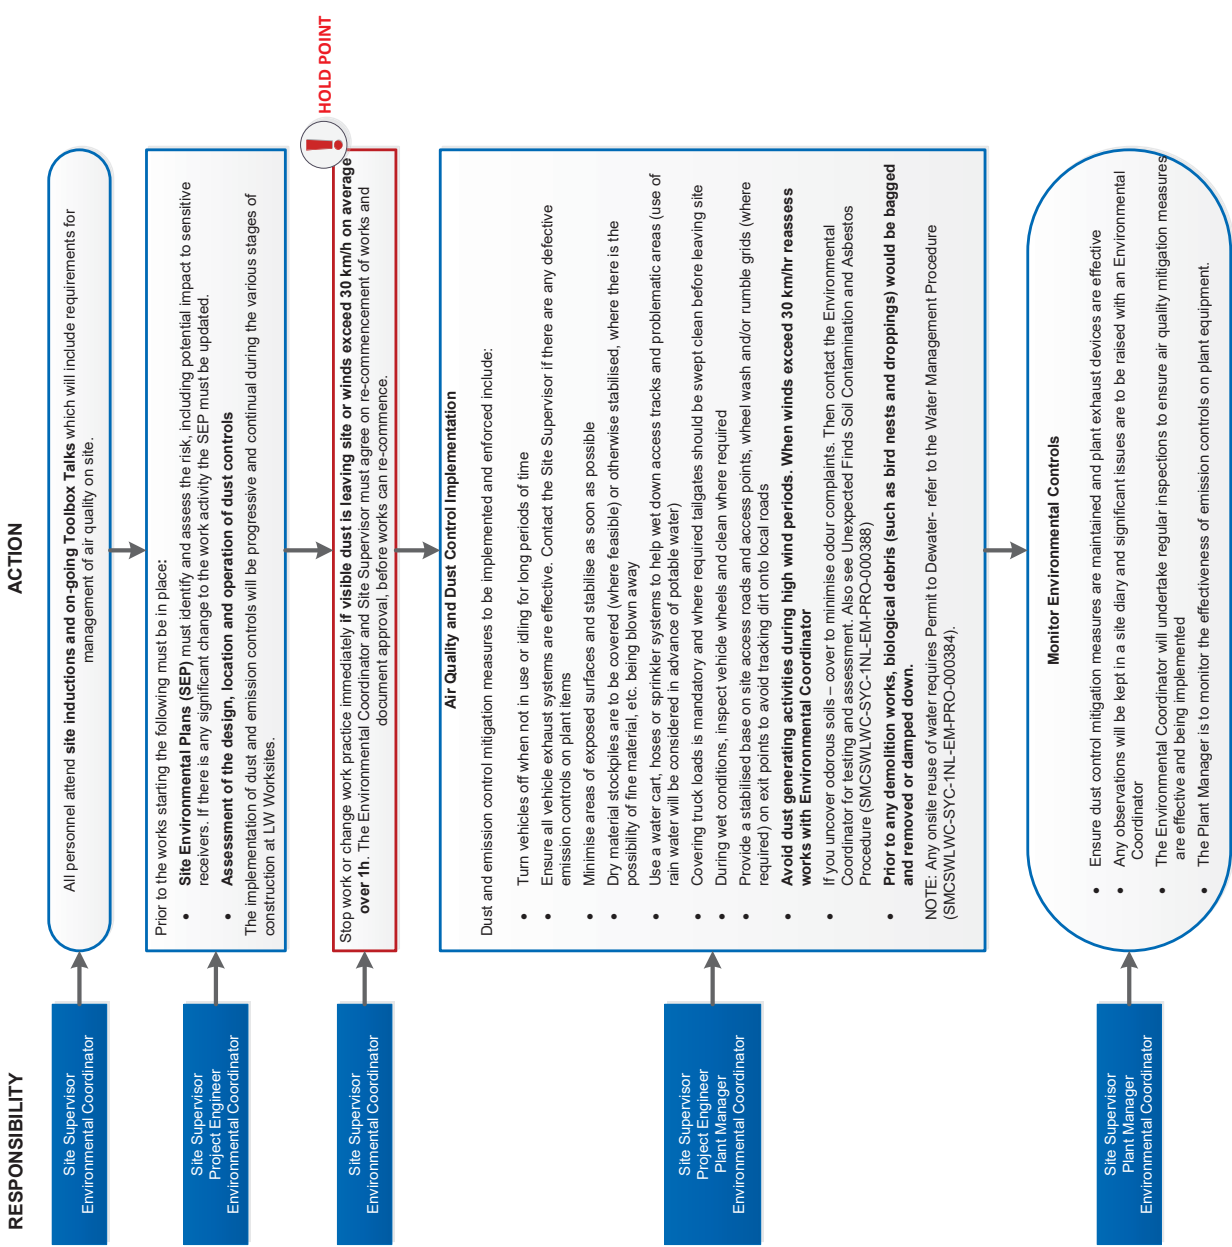 RESPONSIBILITY
ACTION
Site Supervisor
Environmental Coordinator
All personnel attend site inductions and on-going Toolbox Talks which will include requirements for
management of air quality on site.
Site Supervisor
Project Engineer
Environmental Coordinator
Prior to the works starting the following must be in place:
• Site Environmental Plans (SEP) must identify and assess the risk, including potential impact to sensitive
receivers. If there is any significant change to the work activity the SEP must be updated.
• Assessment of the design, location and operation of dust controls
The implementation of dust and emission controls will be progressive and continual during the various stages of
construction at LW Worksites.
HOLD POINT
Site Supervisor
Environmental Coordinator
Stop work or change work practice immediately if visible dust is leaving site or winds exceed 30 km/h on average
over 1h. The Environmental Coordinator and Site Supervisor must agree on re-commencement of works and
document approval, before works can re-commence.
Site Supervisor
Project Engineer
Plant Manager
Environmental Coordinator
Air Quality and Dust Control Implementation
Dust and emission control mitigation measures to be implemented and enforced include:
• Turn vehicles off when not in use or idling for long periods of time
• Ensure all vehicle exhaust systems are effective. Contact the Site Supervisor if there are any defective
emission controls on plant items
• Minimise areas of exposed surfaces and stabilise as soon as possible
• Dry material stockpiles are to be covered (where feasible) or otherwise stabilised, where there is the
possibility of fine material, etc. being blown away
• Use a water cart, hoses or sprinkler systems to help wet down access tracks and problematic areas (use of
rain water will be considered in advance of potable water)
• Covering truck loads is mandatory and where required tailgates should be swept clean before leaving site
• During wet conditions, inspect vehicle wheels and clean where required
• Provide a stabilised base on site access roads and access points, wheel wash and/or rumble grids (where
required) on exit points to avoid tracking dirt onto local roads
• Avoid dust generating activities during high wind periods. When winds exceed 30 km/hr reassess
works with Environmental Coordinator
• If you uncover odorous soils – cover to minimise odour complaints. Then contact the Environmental
Coordinator for testing and assessment. Also see Unexpected Finds Soil Contamination and Asbestos
Procedure (SMCSWLWC-SYC-1NL-EM-PRO-000388)
• Prior to any demolition works, biological debris (such as bird nests and droppings) would be bagged
and removed or damped down.
NOTE: Any onsite reuse of water requires Permit to Dewater- refer to the Water Management Procedure
(SMCSWLWC-SYC-1NL-EM-PRO-000384).
Site Supervisor
Plant Manager
Environmental Coordinator
Monitor Environmental Controls
• Ensure dust control mitigation measures are maintained and plant exhaust devices are effective
• Any observations will be kept in a site diary and significant issues are to be raised with an Environmental
Coordinator
• The Environmental Coordinator will undertake regular inspections to ensure air quality mitigation measures
are effective and being implemented
• The Plant Manager is to monitor the effectiveness of emission controls on plant equipment.